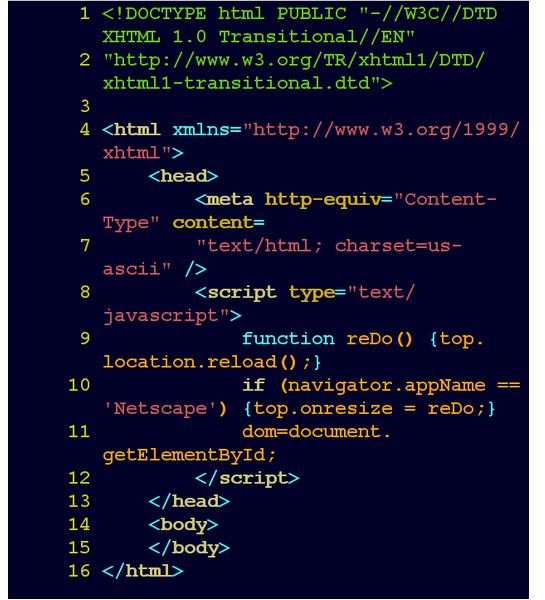 1 <!DOCTYPE html PUBLIC "-//W3C//DTD
XHTML 1.0 Transitional//EN"
2 "http://www.w3.org/TR/xhtml1/DTD/
xhtml1-transitional.dtd">
3
4 <html xmlns="http://www.w3.org/1999/
xhtml">
5     <head>
6         <meta http-equiv="Content-
Type" content=
7         "text/html; charset=us-
ascii" />
8         <script type="text/
javascript">
9             function reDo() {top.
location.reload();}
10             if (navigator.appName ==
'Netscape') {top.onresize = reDo;}
11             dom=document.
getElementById;
12         </script>
13     </head>
14     <body>
15     </body>
16 </html>